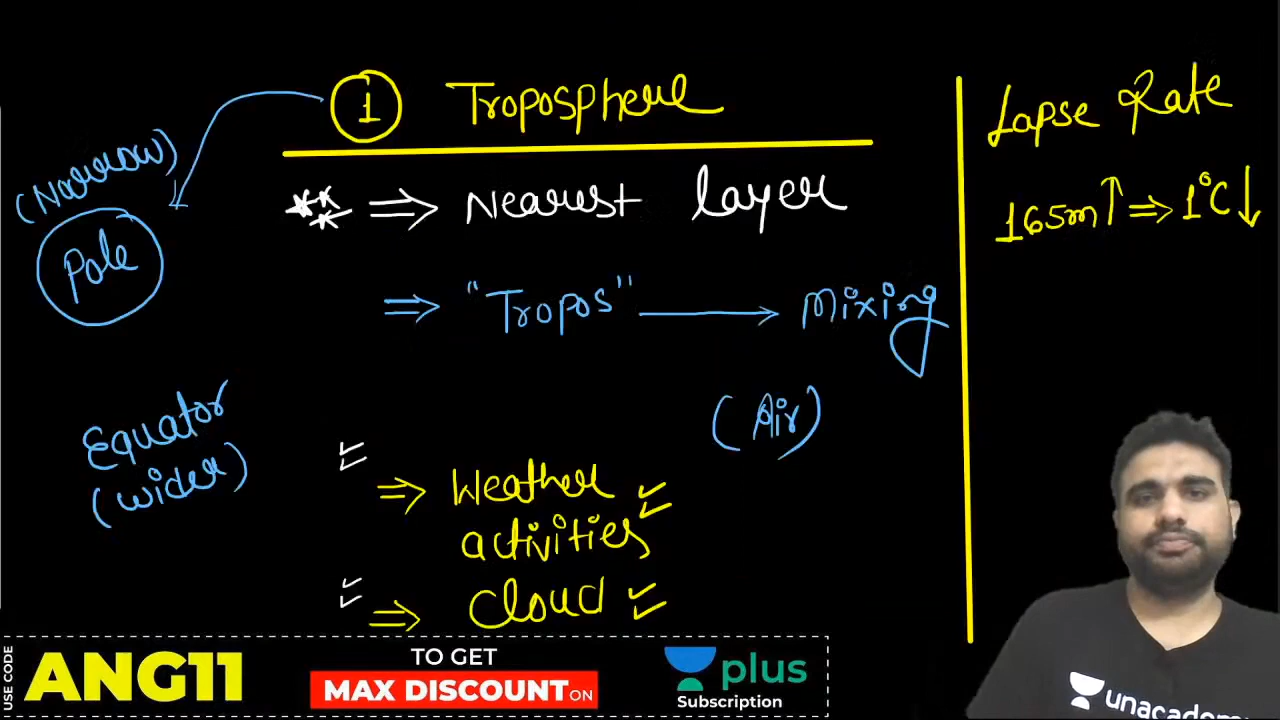 1 Troposphere
⇒ Nearest layer
⇒ "Tropos" → Mixing
(Air)
⇒ Weather
activities
⇒ Cloud
(Narrow)
Pole
Equator
(wider)
Lapse Rate
165m↑ ⇒ 1°C↓
USE CODE
ANG11
TO GET
MAX DISCOUNT ON
plus
Subscription
unacademy